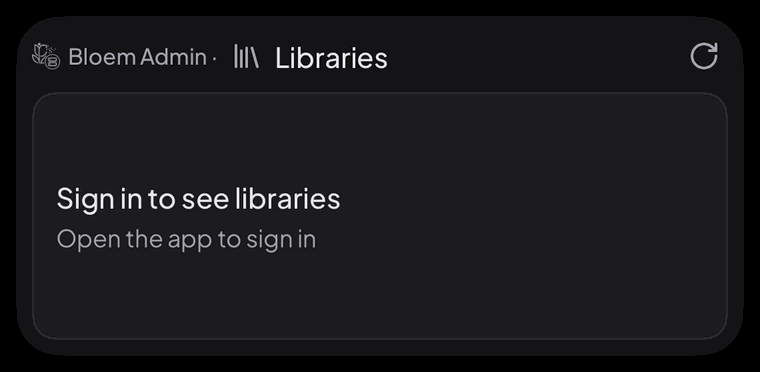 Bloem Admin · Libraries
Sign in to see libraries
Open the app to sign in